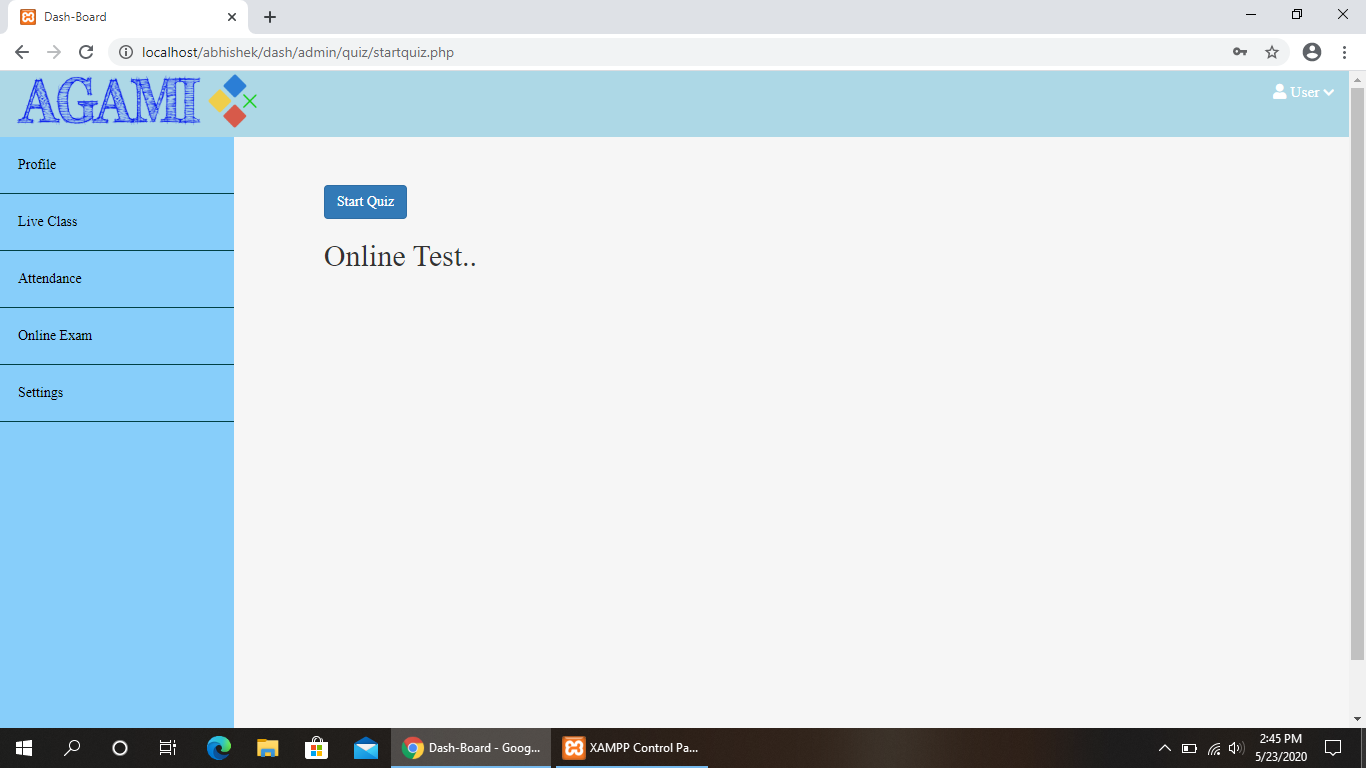 Dash-Board
localhost/abhishek/dash/admin/quiz/startquiz.php
AGAMI
User
Profile
Live Class
Attendance
Online Exam
Settings
Start Quiz
Online Test..
Dash-Board - Goog...
XAMPP Control Pa...
2:45 PM
5/23/2020